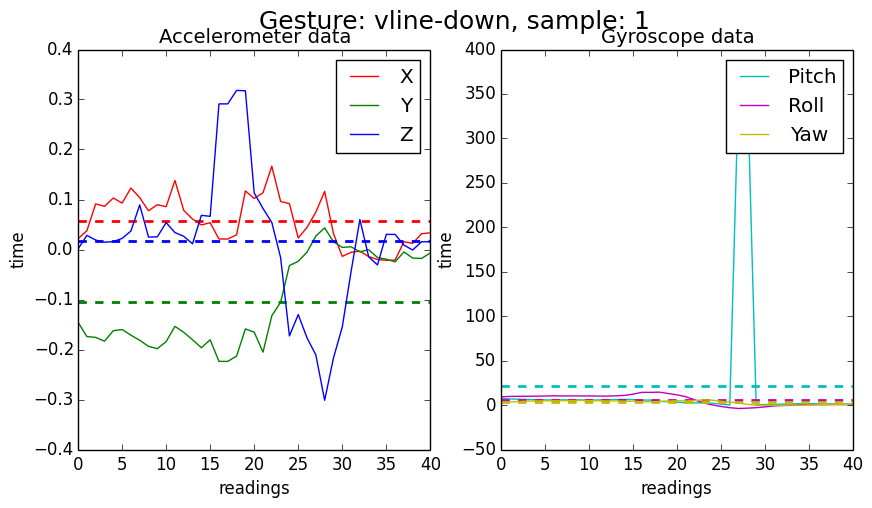 Gesture: vline-down, sample: 1
Accelerometer data
0.4
0.3
0.2
0.1
0.0
−0.1
−0.2
−0.3
−0.4
time
0 5 10 15 20 25 30 35 40
readings
X
Y
Z
Gyroscope data
400
350
300
250
200
150
100
50
0
−50
time
0 5 10 15 20 25 30 35 40
readings
Pitch
Roll
Yaw